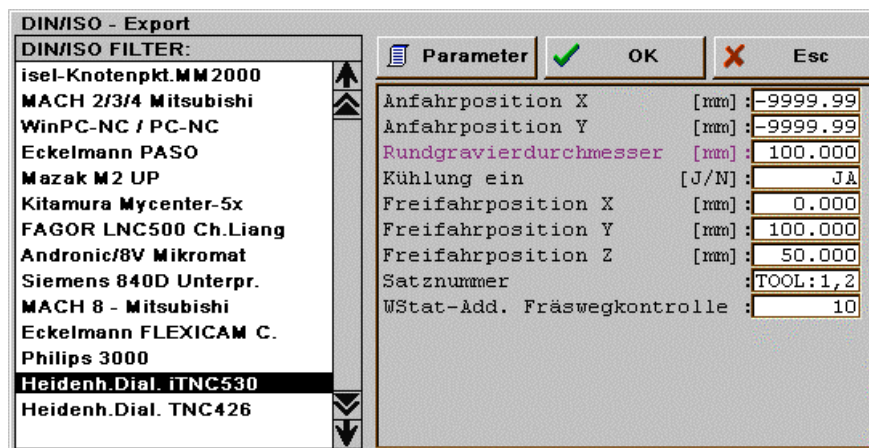 DIN/ISO - Export
DIN/ISO FILTER:
isel-Knotenpkt.MM2000
MACH 2/3/4 Mitsubishi
WinPC-NC / PC-NC
Eckelmann PASO
Mazak M2 UP
Kitamura Mycenter-5x
FAGOR LNC500 Ch.Liang
Andronic/8V Mikromat
Siemens 840D Unterpr.
MACH 8 - Mitsubishi
Eckelmann FLEXICAM C.
Philips 3000
Heidenh.Dial. iTNC530
Heidenh.Dial. TNC426
Parameter OK Esc
Anfahrposition X [mm] :-9999.99
Anfahrposition Y [mm] :-9999.99
Rundgravierdurchmesser [mm] : 100.000
Kühlung ein [J/N] : JA
Freifahrposition X [mm] : 0.000
Freifahrposition Y [mm] : 100.000
Freifahrposition Z [mm] : 50.000
Satznummer :TOOL:1,2
WStat-Add. Fräswegkontrolle : 10